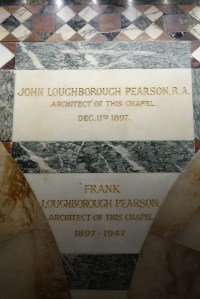 JOHN LOUGHBOROUGH PEARSON, R.A.
ARCHITECT OF THIS CHAPEL.
DEC. 11TH 1897.
FRANK
LOUGHBOROUGH PEARSON
ARCHITECT OF THIS CHAPEL
1897 - 1947